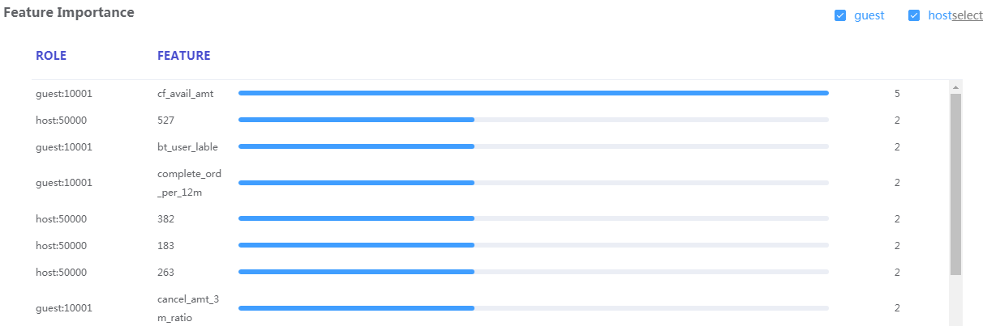 Feature Importance
guest hostselect
ROLE FEATURE
guest:10001 cf_avail_amt 5
host:50000 527 2
guest:10001 bt_user_lable 2
complete_ord
guest:10001 2
_per_12m
host:50000 382 2
host:50000 183 2
host:50000 263 2
cancel_amt_3
guest:10001 2
m_ratio